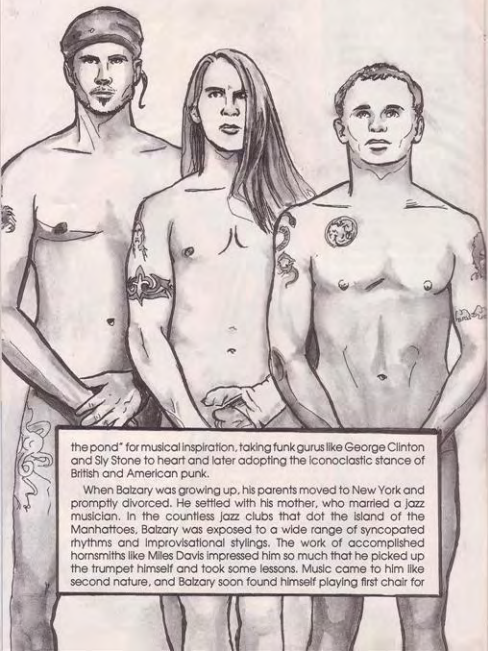 the pond" for musical inspiration, taking funk gurus like George Clinton
and Sly Stone to heart and later adopting the iconoclastic stance of
British and American punk.
When Balzary was growing up, his parents moved to New York and
promptly divorced. He settled with his mother, who married a jazz
musician. In the countless jazz clubs that dot the island of the
Manhattoes, Balzary was exposed to a wide range of syncopated
rhythms and improvisational stylings. The work of accomplished
hornsmiths like Miles Davis impressed him so much that he picked up
the trumpet himself and took some lessons. Music came to him like
second nature, and Balzary soon found himself playing first chair for